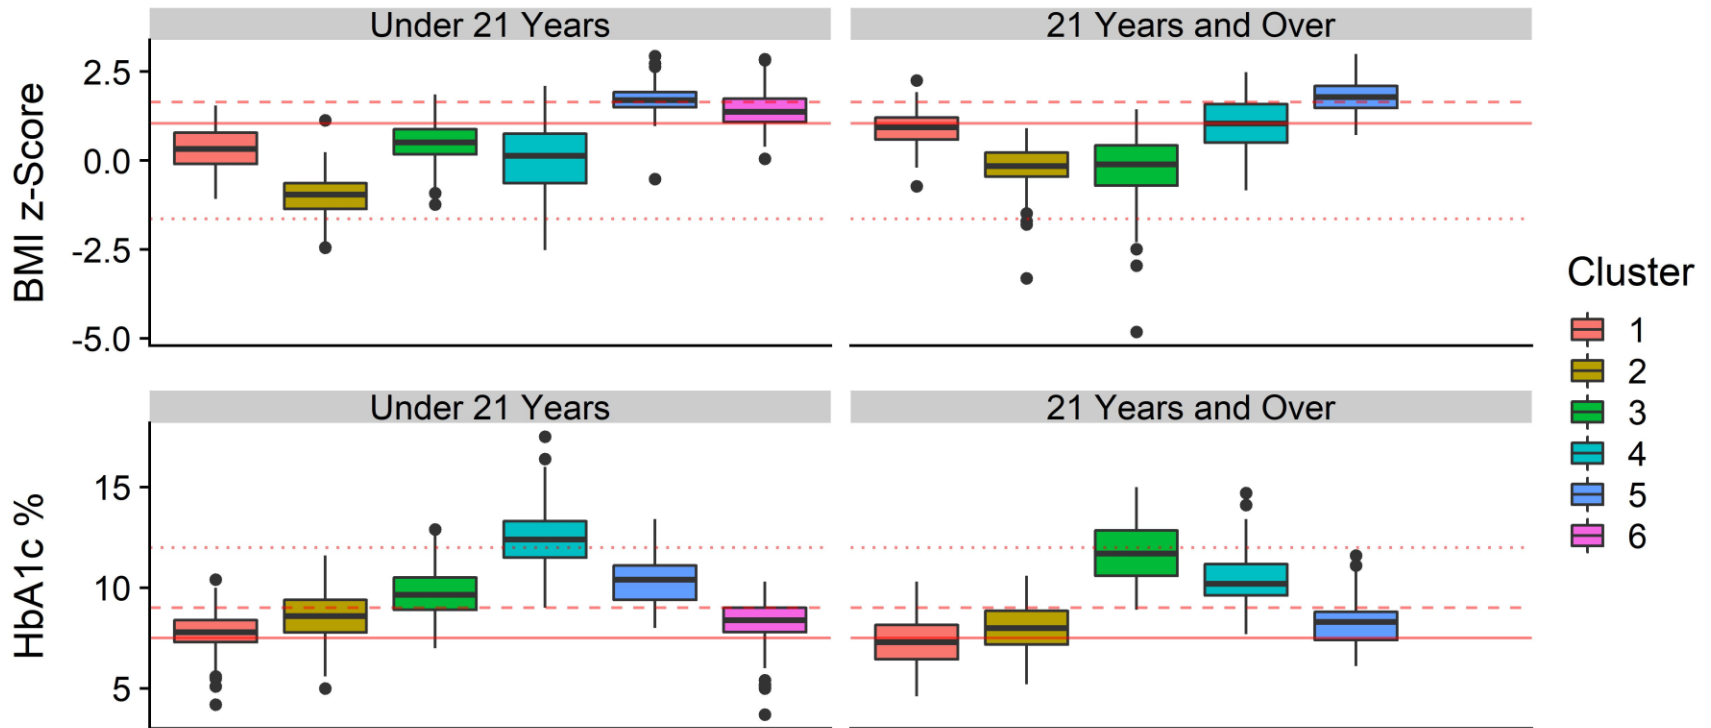 Under 21 Years
21 Years and Over
BMI z-Score
2.5
0.0
-2.5
-5.0
Under 21 Years
21 Years and Over
HbA1c %
15
10
5
Cluster
1
2
3
4
5
6